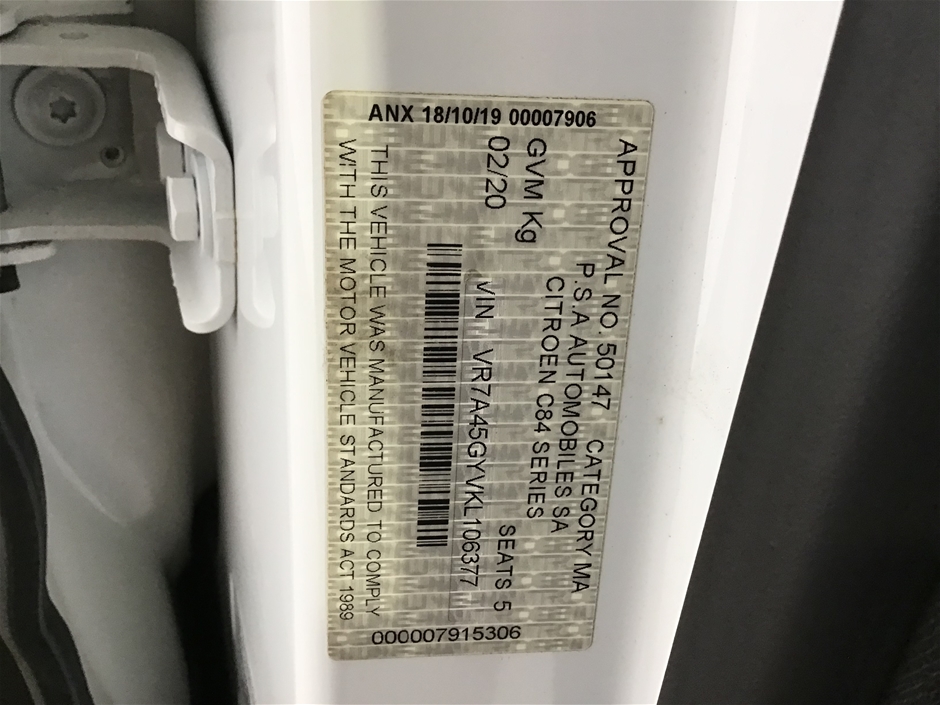 ANX 18/10/19 00007906
APPROVAL NO. 50147 CATEGORY MA
P.S.A AUTOMOBILES SA
CITROEN C84 SERIES
GVM Kg SEATS 5
02/20 VIN VR7A45GYVKL106377
THIS VEHICLE WAS MANUFACTURED TO COMPLY
WITH THE MOTOR VEHICLE STANDARDS ACT 1989
000007915306